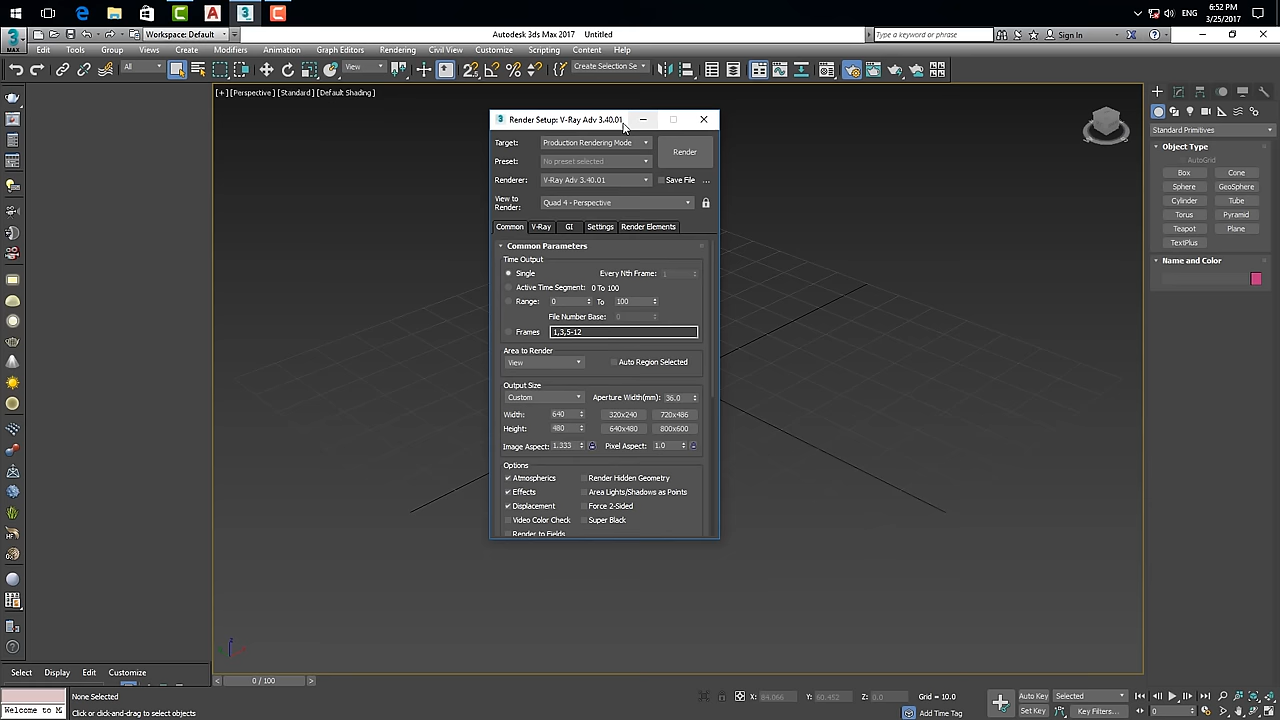 6:52 PM
ENG
3/25/2017
Workspace: Default
Autodesk 3ds Max 2017 Untitled
Type a keyword or phrase
Sign In
MAX
Edit Tools Group Views Create Modifiers Animation Graph Editors Rendering Civil View Customize Scripting Content Help
All
View
Create Selection Se
[+] [Perspective] [Standard] [Default Shading]
Render Setup: V-Ray Adv 3.40.01
Target: Production Rendering Mode
Render
Preset: No preset selected
Renderer: V-Ray Adv 3.40.01
Save File ...
View to
Render:
Quad 4 - Perspective
Common V-Ray GI Settings Render Elements
Common Parameters
Time Output
Single Every Nth Frame: 1
Active Time Segment: 0 To 100
Range: 0 To 100
File Number Base: 0
Frames 1,3,5-12
Area to Render
View Auto Region Selected
Output Size
Custom Aperture Width(mm): 36.0
Width: 640 320x240 720x486
Height: 480 640x480 800x600
Image Aspect: 1.333 Pixel Aspect: 1.0
Options
Atmospherics Render Hidden Geometry
Effects Area Lights/Shadows as Points
Displacement Force 2-Sided
Video Color Check Super Black
Render to Fields
Standard Primitives
Object Type
AutoGrid
Box Cone
Sphere GeoSphere
Cylinder Tube
Torus Pyramid
Teapot Plane
TextPlus
Name and Color
Select Display Edit Customize
0 / 100
None Selected
X: 84.066 Y: 60.452 Z: 0.0 Grid = 10.0
Auto Key Selected
Welcome to M
Click or click-and-drag to select objects
Add Time Tag
Set Key Key Filters...
0